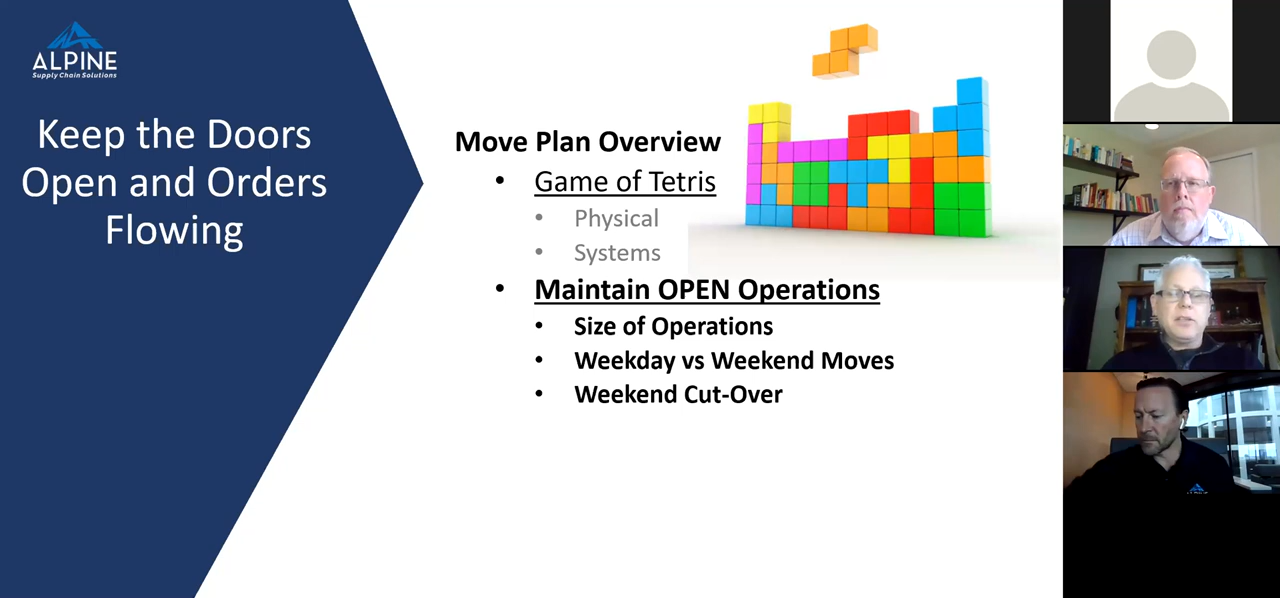 ALPINE
Supply Chain Solutions
Keep the Doors
Open and Orders
Flowing
Move Plan Overview
• Game of Tetris
• Physical
• Systems
• Maintain OPEN Operations
• Size of Operations
• Weekday vs Weekend Moves
• Weekend Cut-Over